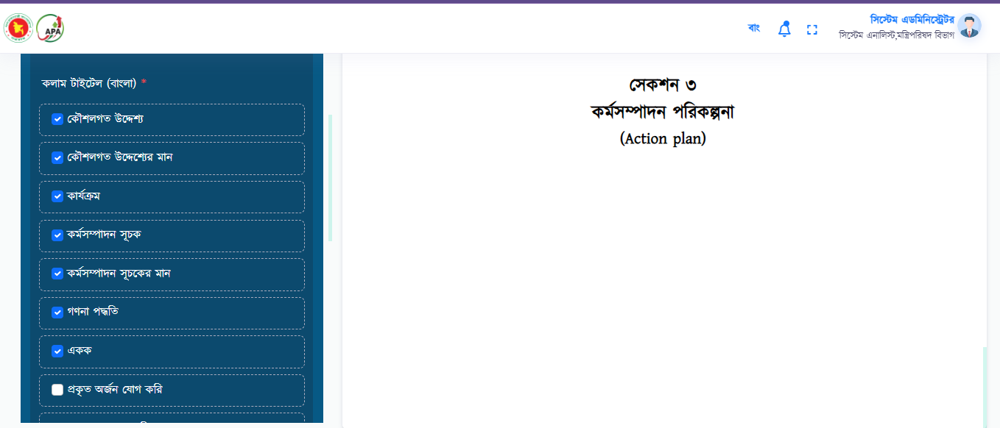 APA
বাং
সিস্টেম এডমিনিস্ট্রেটর
সিস্টেম এনালিস্ট,মন্ত্রিপরিষদ বিভাগ
কলাম টাইটেল (বাংলা) *
কৌশলগত উদ্দেশ্য
কৌশলগত উদ্দেশ্যের মান
কার্যক্রম
কর্মসম্পাদন সূচক
কর্মসম্পাদন সূচকের মান
গণনা পদ্ধতি
একক
প্রকৃত অর্জন যোগ করি
সেকশন ৩
কর্মসম্পাদন পরিকল্পনা
(Action plan)